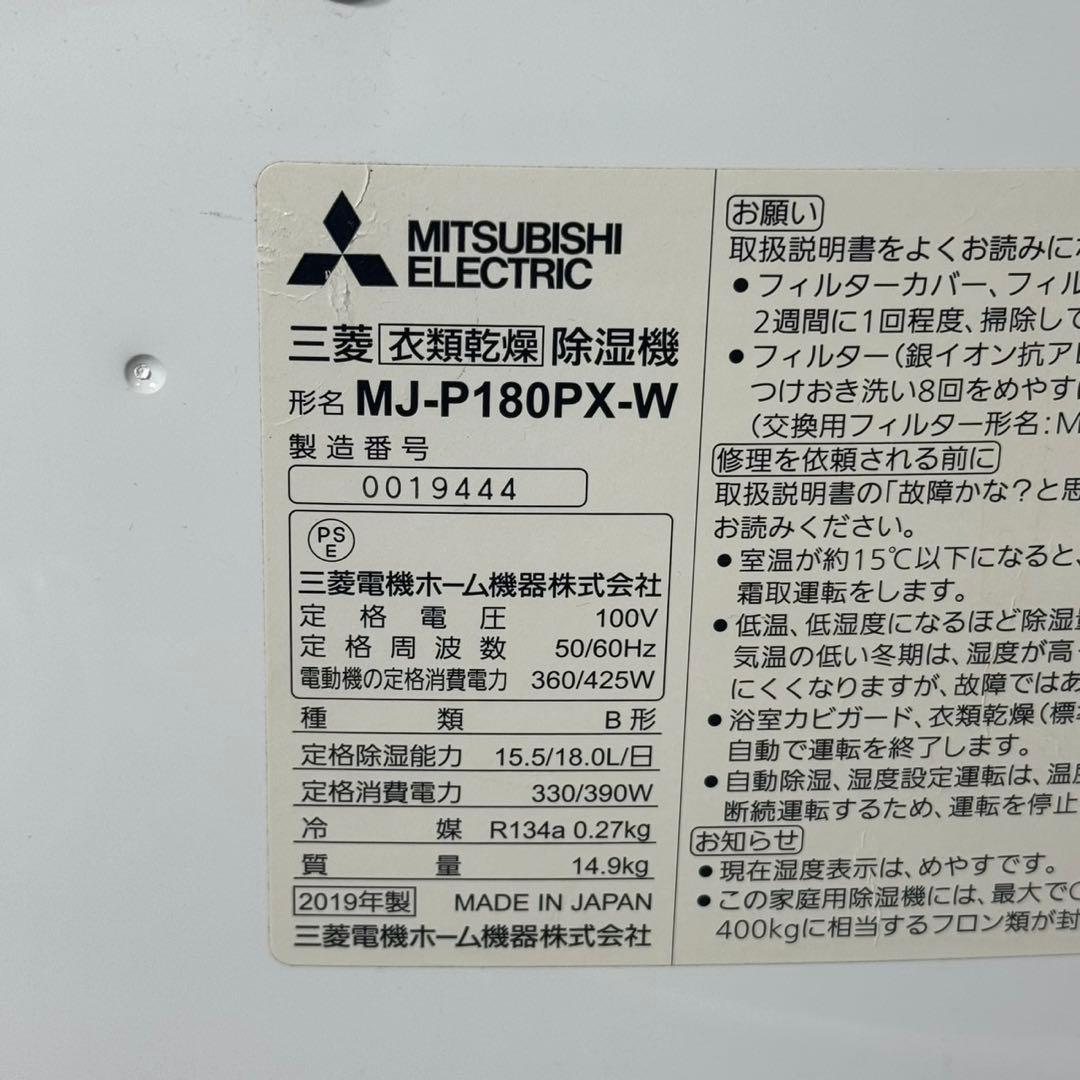 MITSUBISHI
ELECTRIC
三菱 衣類乾燥 除湿機
形名 MJ-P180PX-W
製造番号
0019444
PS
E
三菱電機ホーム機器株式会社
定格電圧 100V
定格周波数 50/60Hz
電動機の定格消費電力 360/425W
種類 B形
定格除湿能力 15.5/18.0L/日
定格消費電力 330/390W
冷媒 R134a 0.27kg
質量 14.9kg
2019年製 MADE IN JAPAN
三菱電機ホーム機器株式会社
お願い
取扱説明書をよくお読みにな
●フィルターカバー、フィル
2週間に1回程度、掃除して
●フィルター(銀イオン抗ア
つけおき洗い8回をめやす
(交換用フィルター形名:M
修理を依頼される前に
取扱説明書の「故障かな?と思
お読みください。
●室温が約15℃以下になると、
霜取運転をします。
●低温、低湿度になるほど除湿
気温の低い冬期は、湿度が高
にくくなりますが、故障ではあ
●浴室カビガード、衣類乾燥(標
自動で運転を終了します。
●自動除湿、湿度設定運転は、温度
断続運転するため、運転を停止
お知らせ
●現在湿度表示は、めやすです。
●この家庭用除湿機には、最大でC
400kgに相当するフロン類が封